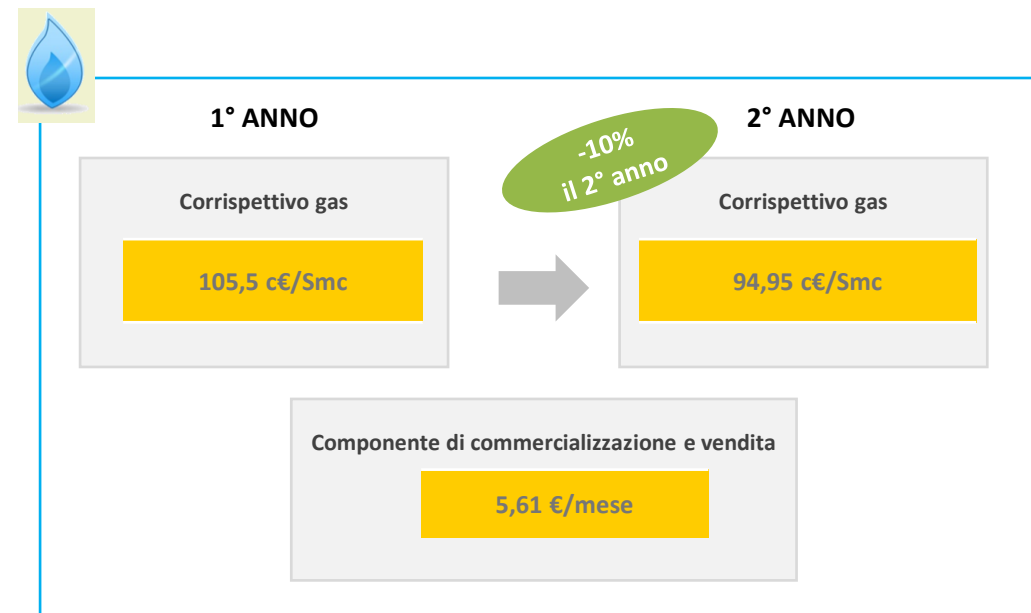 1° ANNO
2° ANNO
-10%
il 2° anno
Corrispettivo gas
105,5 c€/Smc
Corrispettivo gas
94,95 c€/Smc
Componente di commercializzazione e vendita
5,61 €/mese